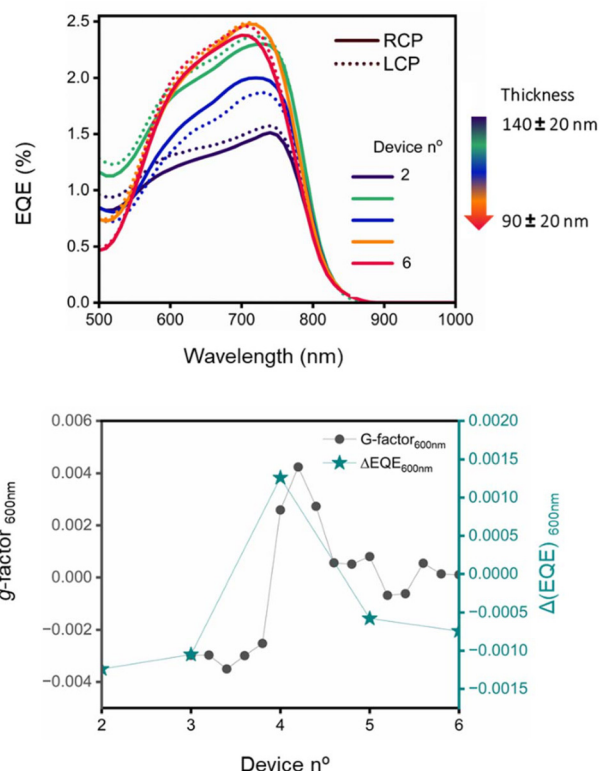 2.5
2.0
1.5
1.0
0.5
0.0
EQE (%)
RCP
LCP
Device nº
2
6
500 600 700 800 900 1000
Wavelength (nm)
Thickness
140 ± 20 nm
90 ± 20 nm
0.006
0.004
0.002
0.000
−0.002
−0.004
g-factor 600nm
G-factor600nm
ΔEQE600nm
0.0020
0.0015
0.0010
0.0005
0.0000
−0.0005
−0.0010
−0.0015
Δ(EQE) 600nm
2 3 4 5 6
Device nº